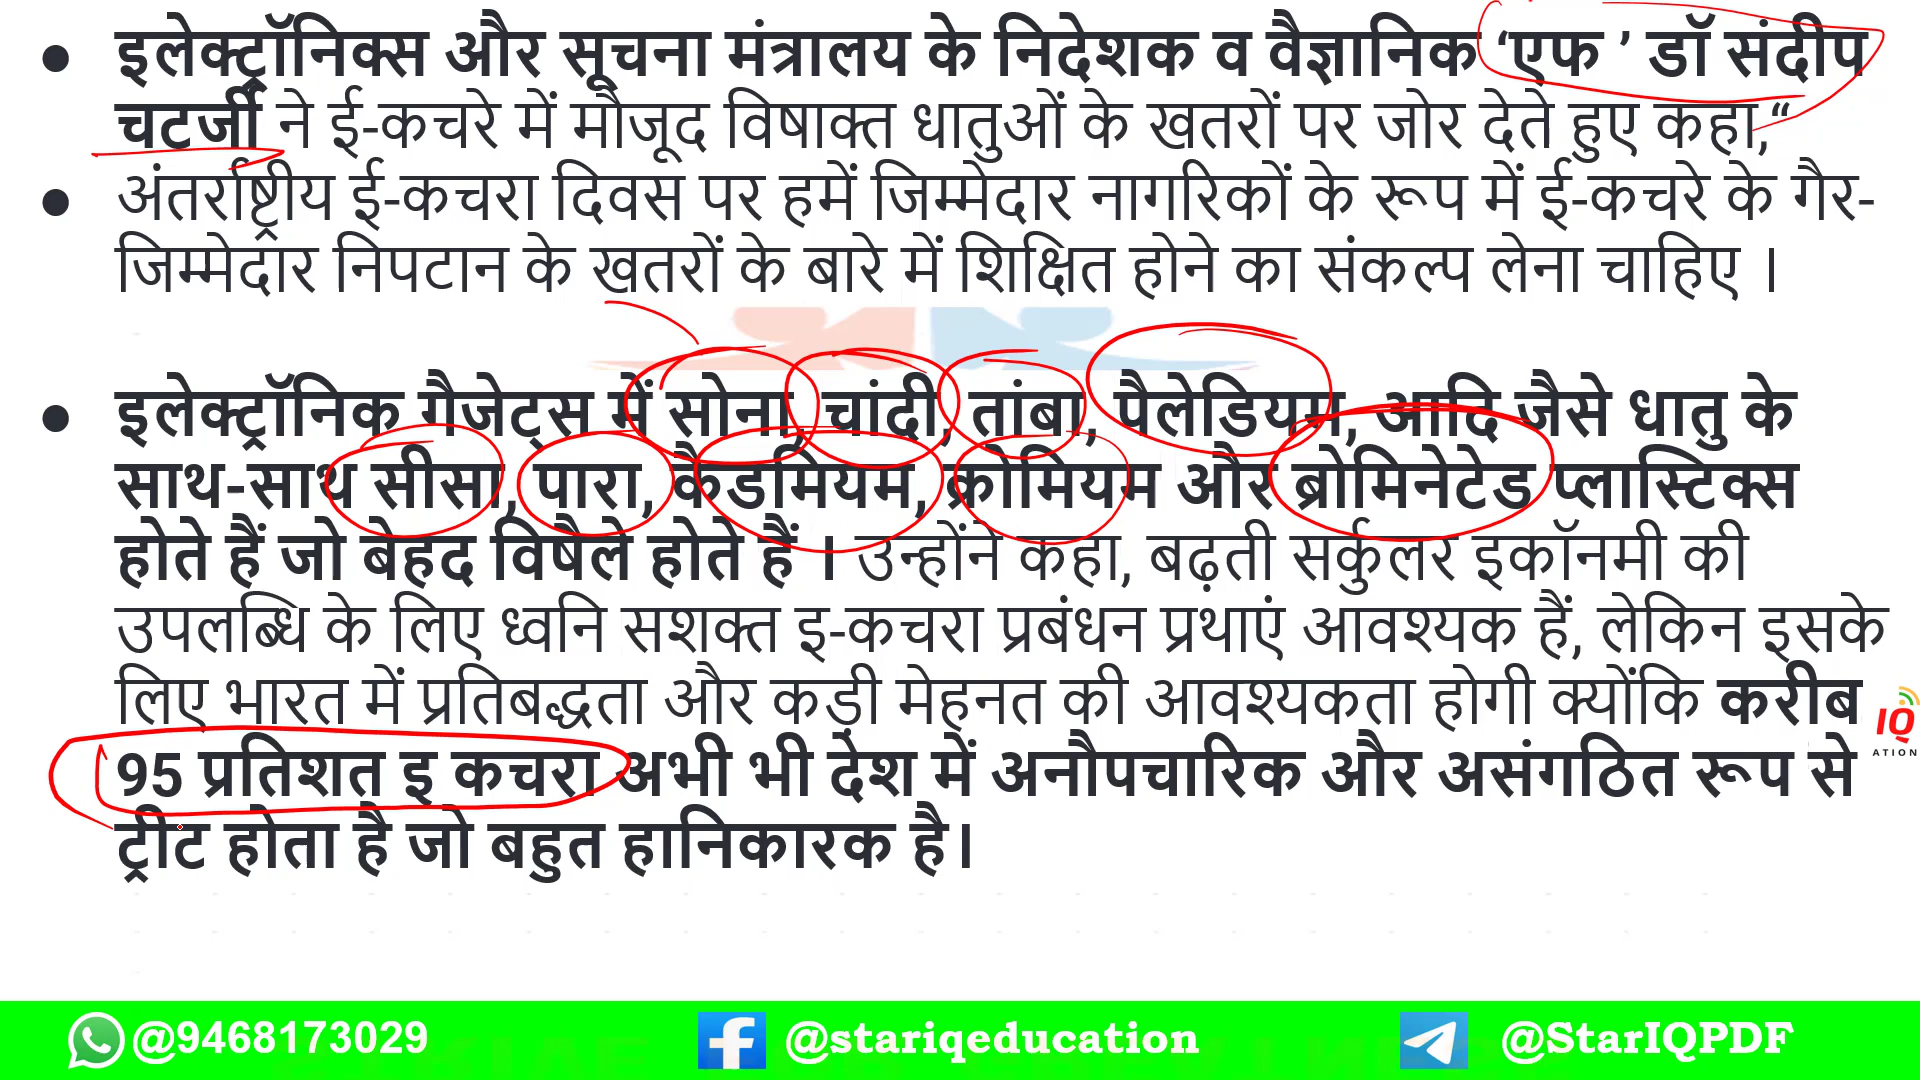 • इलेक्ट्रॉनिक्स और सूचना मंत्रालय के निदेशक व वैज्ञानिक ‘एफ ’ डॉ संदीप
चटर्जी ने ई-कचरे में मौजूद विषाक्त धातुओं के खतरों पर जोर देते हुए कहा,“
• अंतर्राष्ट्रीय ई-कचरा दिवस पर हमें जिम्मेदार नागरिकों के रूप में ई-कचरे के गैर-
जिम्मेदार निपटान के खतरों के बारे में शिक्षित होने का संकल्प लेना चाहिए ।
• इलेक्ट्रॉनिक गैजेट्स में सोना, चांदी, तांबा, पैलेडियम, आदि जैसे धातु के
साथ-साथ सीसा, पारा, कैडमियम, क्रोमियम और ब्रोमिनेटेड प्लास्टिक्स
होते हैं जो बेहद विषैले होते हैं । उन्होंने कहा, बढ़ती सर्कुलर इकॉनमी की
उपलब्धि के लिए ध्वनि सशक्त इ-कचरा प्रबंधन प्रथाएं आवश्यक हैं, लेकिन इसके
लिए भारत में प्रतिबद्धता और कड़ी मेहनत की आवश्यकता होगी क्योंकि करीब
95 प्रतिशत इ कचरा अभी भी देश में अनौपचारिक और असंगठित रूप से
ट्रीट होता है जो बहुत हानिकारक है।
IQ
ATION
@9468173029
@stariqeducation
@StarIQPDF